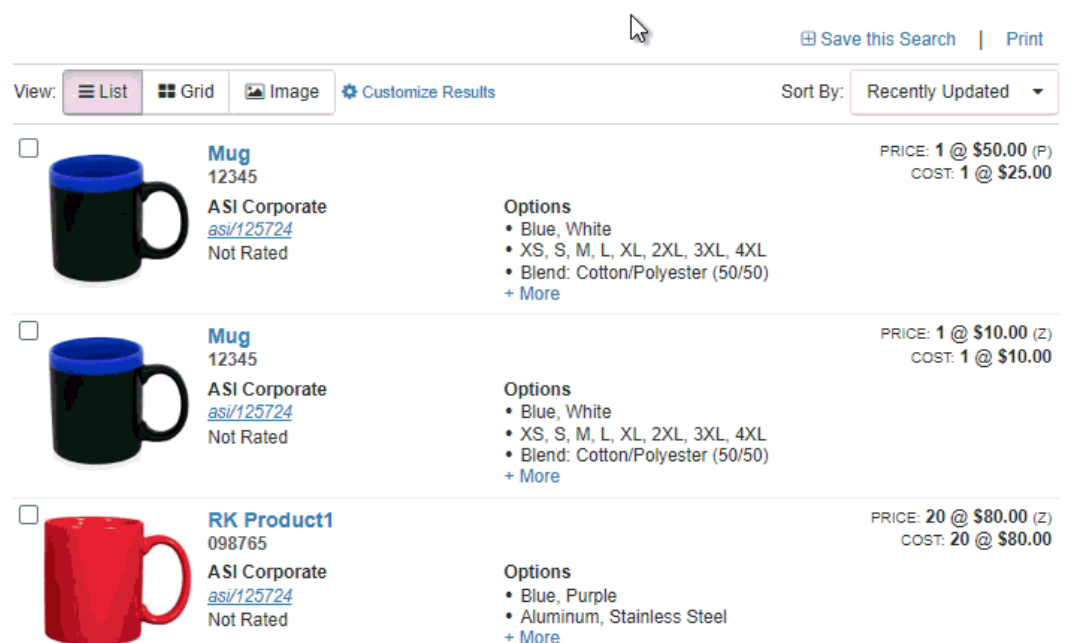 Save this Search | Print
View: List Grid Image Customize Results Sort By: Recently Updated
Mug
12345
PRICE: 1 @ $50.00 (P)
COST: 1 @ $25.00
ASI Corporate
asi/125724
Not Rated
Options
• Blue, White
• XS, S, M, L, XL, 2XL, 3XL, 4XL
• Blend: Cotton/Polyester (50/50)
+ More
Mug
12345
PRICE: 1 @ $10.00 (Z)
COST: 1 @ $10.00
ASI Corporate
asi/125724
Not Rated
Options
• Blue, White
• XS, S, M, L, XL, 2XL, 3XL, 4XL
• Blend: Cotton/Polyester (50/50)
+ More
RK Product1
098765
PRICE: 20 @ $80.00 (Z)
COST: 20 @ $80.00
ASI Corporate
asi/125724
Not Rated
Options
• Blue, Purple
• Aluminum, Stainless Steel
+ More